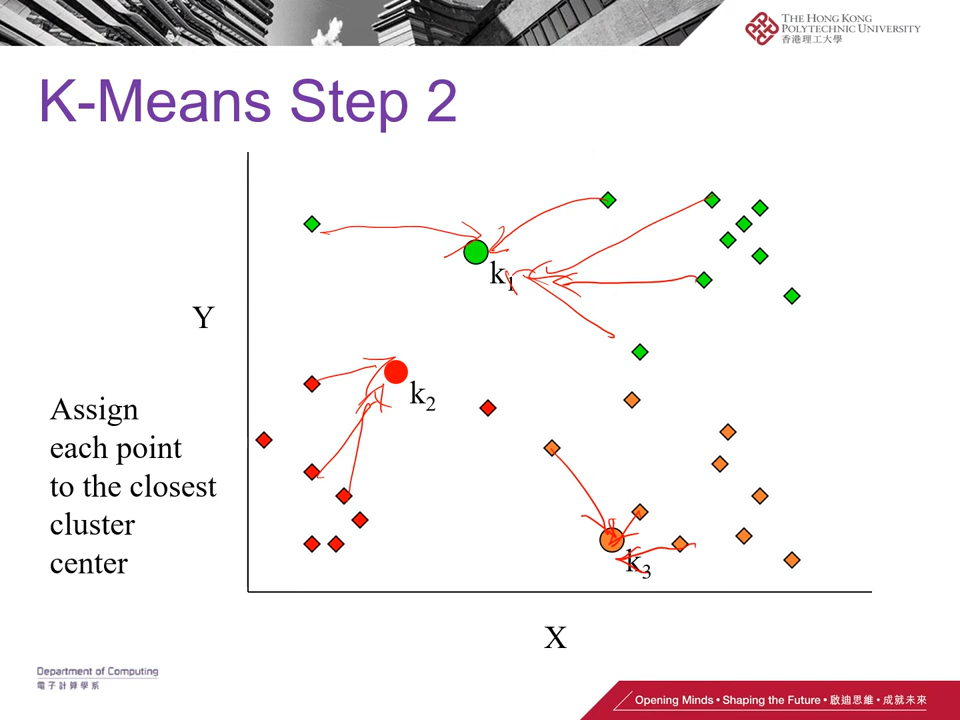 THE HONG KONG
POLYTECHNIC UNIVERSITY
香港理工大學
K-Means Step 2
k₁
Y
k₂
Assign
each point
to the closest
cluster
center
k₃
X
Department of Computing
電子計算學系
Opening Minds • Shaping the Future • 啟迪思維 • 成就未來